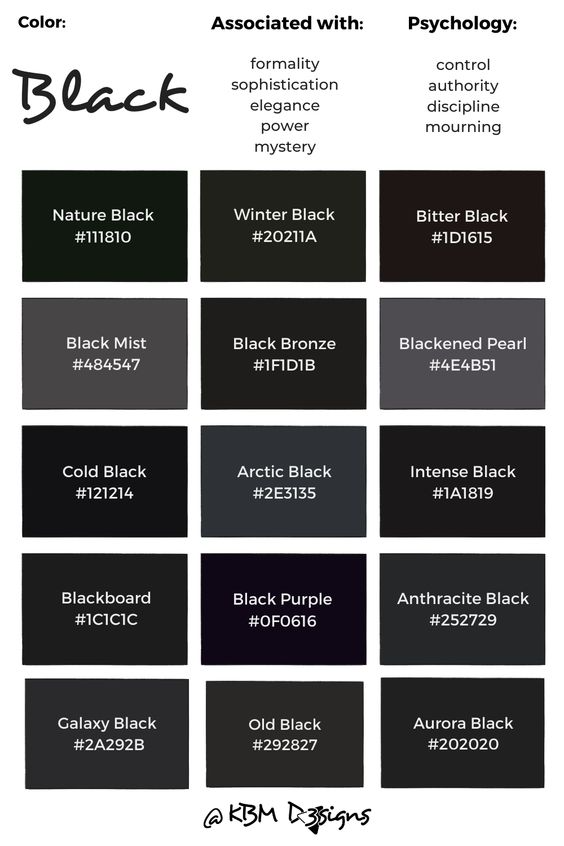 Color:
Black
Associated with:
formality
sophistication
elegance
power
mystery
Psychology:
control
authority
discipline
mourning
Nature Black
#111810
Winter Black
#20211A
Bitter Black
#1D1615
Black Mist
#484547
Black Bronze
#1F1D1B
Blackened Pearl
#4E4B51
Cold Black
#121214
Arctic Black
#2E3135
Intense Black
#1A1819
Blackboard
#1C1C1C
Black Purple
#0F0616
Anthracite Black
#252729
Galaxy Black
#2A292B
Old Black
#292827
Aurora Black
#202020